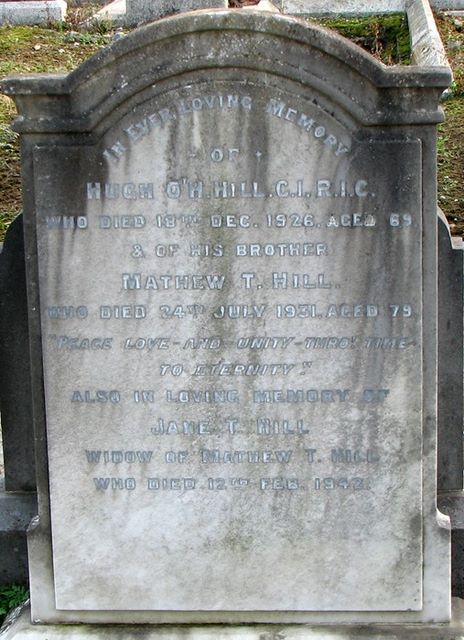 IN EVER LOVING MEMORY
OF
HUGH O'H. HILL. C.I., R.I.C.
WHO DIED 18TH DEC. 1926. AGED 69.
& OF HIS BROTHER
MATHEW T. HILL.
WHO DIED 24TH JULY 1931. AGED 79
"PEACE LOVE-AND-UNITY-THRO' TIME-
TO ETERNITY."
ALSO IN LOVING MEMORY OF
JANE T. HILL
WIDOW OF MATHEW T. HILL
WHO DIED 12TH FEB. 1942.